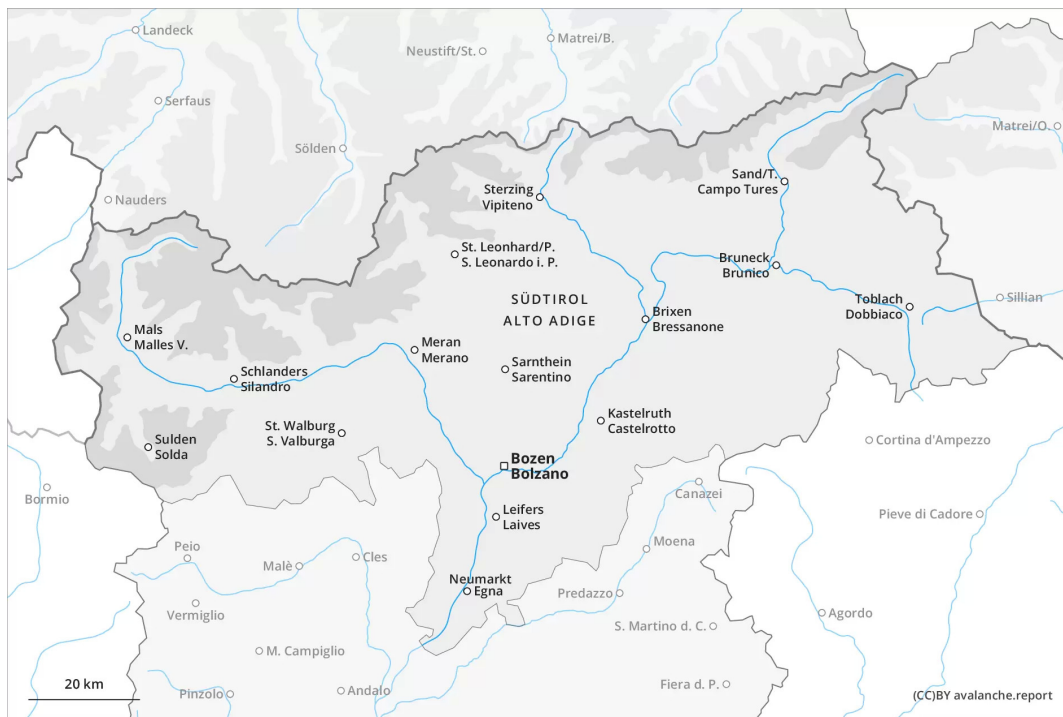 Landeck
Matrei/B.
Neustift/St.
Serfaus
Matrei/O.
Sölden
Sand/T.
Campo Tures
Nauders
Sterzing
Vipiteno
St. Leonhard/P.
S. Leonardo i. P.
Bruneck
Brunico
SÜDTIROL
ALTO ADIGE
Toblach
Dobbiaco
Sillian
Brixen
Bressanone
Mals
Malles V.
Meran
Merano
Sarnthein
Sarentino
Schlanders
Silandro
Kastelruth
Castelrotto
St. Walburg
S. Valburga
Sulden
Solda
Cortina d'Ampezzo
Bozen
Bolzano
Bormio
Canazei
Leifers
Laives
Pieve di Cadore
Peio
Malè
Cles
Moena
Neumarkt
Egna
Predazzo
Vermiglio
Agordo
S. Martino d. C.
M. Campiglio
20 km
Pinzolo
Andalo
Fiera d. P.
(CC)BY avalanche.report